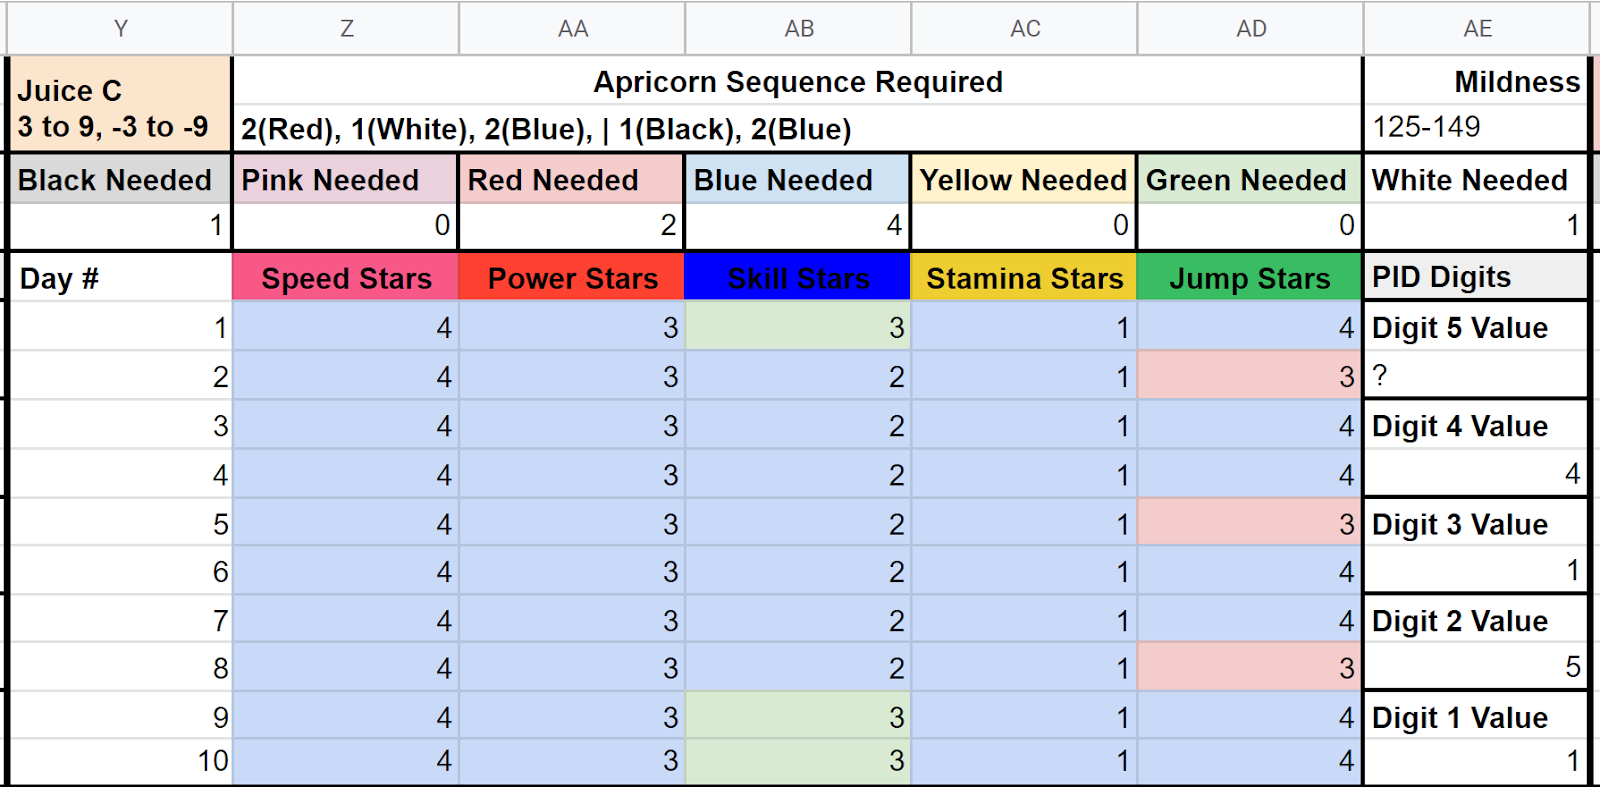 Y Z AA AB AC AD AE
Juice C Apricorn Sequence Required Mildness
3 to 9, -3 to -9 2(Red), 1(White), 2(Blue), | 1(Black), 2(Blue) 125-149
Black Needed Pink Needed Red Needed Blue Needed Yellow Needed Green Needed White Needed
1 0 2 4 0 0 1
Day # Speed Stars Power Stars Skill Stars Stamina Stars Jump Stars PID Digits
1 4 3 3 1 4 Digit 5 Value
2 4 3 2 1 3 ?
3 4 3 2 1 4 Digit 4 Value
4 4 3 2 1 4 4
5 4 3 2 1 3 Digit 3 Value
6 4 3 2 1 4 1
7 4 3 2 1 4 Digit 2 Value
8 4 3 2 1 3 5
9 4 3 3 1 4 Digit 1 Value
10 4 3 3 1 4 1